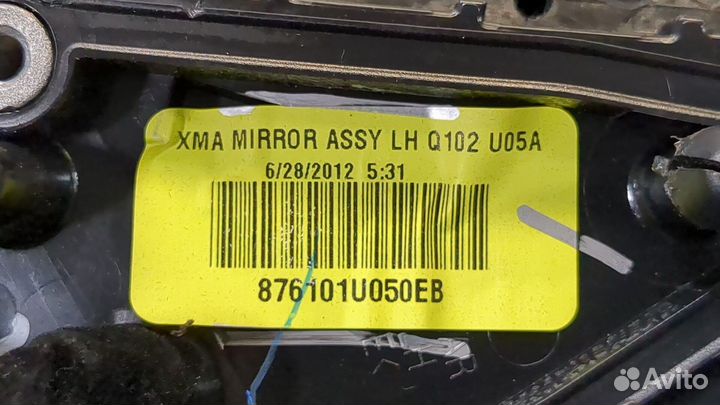 XMA MIRROR ASSY LH Q102 U05A
6/28/2012 5:31
876101U050EB
Avito